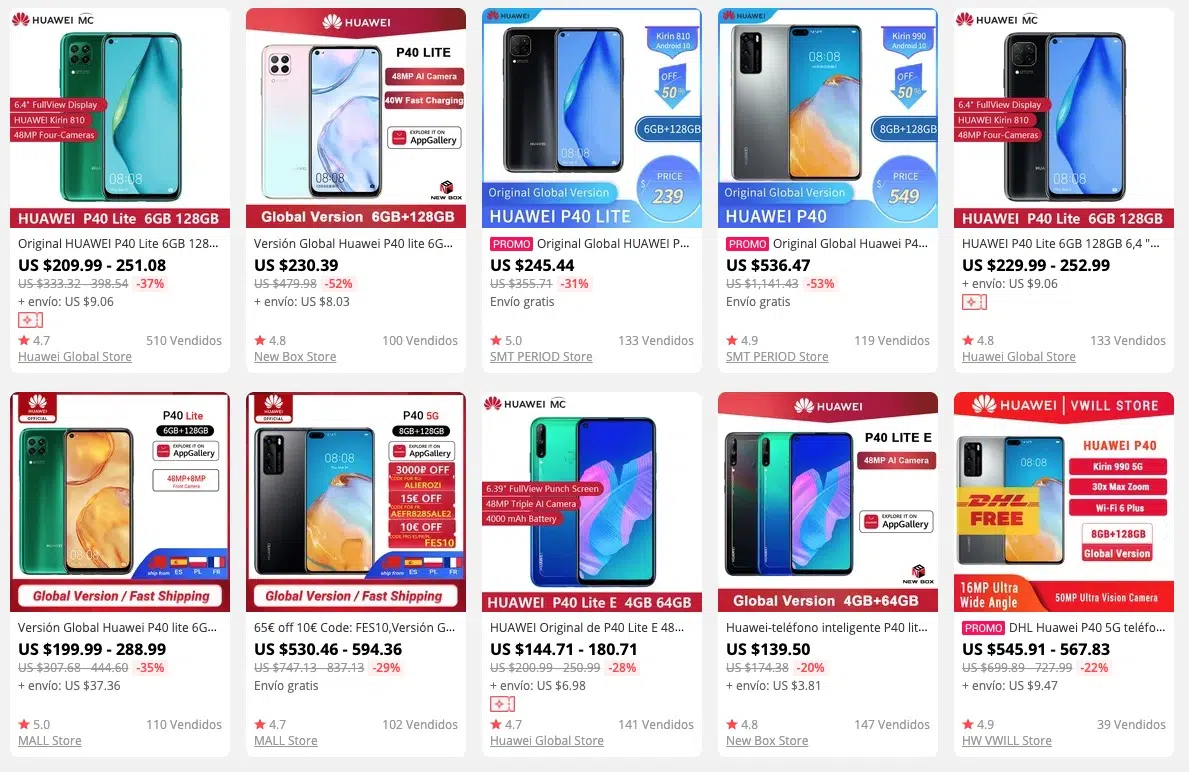 HUAWEI MC
6.4" FullView Display
HUAWEI Kirin 810
48MP Four-Cameras
08:08
HUAWEI P40 Lite 6GB 128GB
Original HUAWEI P40 Lite 6GB 128...
US $209.99 - 251.08
US $333.32 - 398.54 -37%
+ envío: US $9.06
4.7 510 Vendidos
Huawei Global Store
HUAWEI
P40 LITE
48MP AI Camera
40W Fast Charging
EXPLORE IT ON
AppGallery
08:08
NEW BOX
Global Version 6GB+128GB
Versión Global Huawei P40 lite 6G...
US $230.39
US $479.98 -52%
+ envío: US $8.03
4.8 100 Vendidos
New Box Store
HUAWEI
Kirin 810
Android 10
OFF
50%
6GB+128GB
08:08
PRICE
$239
Original Global Version
HUAWEI P40 LITE
PROMO Original Global HUAWEI P...
US $245.44
US $355.71 -31%
Envío gratis
5.0 133 Vendidos
SMT PERIOD Store
HUAWEI
Kirin 990
Android 10
08:08
OFF
50%
8GB+128GB
PRICE
$549
Original Global Version
HUAWEI P40
PROMO Original Global Huawei P4...
US $536.47
US $1,141.43 -53%
Envío gratis
4.9 119 Vendidos
SMT PERIOD Store
HUAWEI MC
6.4" FullView Display
HUAWEI Kirin 810
48MP Four-Cameras
08:08
HUAWEI P40 Lite 6GB 128GB
HUAWEI P40 Lite 6GB 128GB 6,4 "...
US $229.99 - 252.99
+ envío: US $9.06
4.8 133 Vendidos
Huawei Global Store
HUAWEI
OFFICIAL
P40 Lite
6GB+128GB
EXPLORE IT ON
AppGallery
48MP+8MP
Front Camera
08:08
ship from ES PL FR
Global Version / Fast Shipping
Versión Global Huawei P40 lite 6G...
US $199.99 - 288.99
US $307.68 - 444.60 -35%
+ envío: US $37.36
5.0 110 Vendidos
MALL Store
HUAWEI
OFFICIAL
P40 5G
8GB+128GB
EXPLORE IT ON
AppGallery
08:08
3000₽ OFF
ALIEROZI
15€ OFF
AEFR8285ALE2
10€ OFF
FES10
ship from ES PL FR
Global Version / Fast Shipping
65€ off 10€ Code: FES10,Versión G...
US $530.46 - 594.36
US $747.13 - 837.13 -29%
Envío gratis
4.7 102 Vendidos
MALL Store
HUAWEI MC
6.39" FullView Punch Screen
48MP Triple AI Camera
4000 mAh Battery
HUAWEI P40 Lite E 4GB 64GB
HUAWEI Original de P40 Lite E 48...
US $144.71 - 180.71
US $200.99 - 250.99 -28%
+ envío: US $6.98
4.7 141 Vendidos
Huawei Global Store
HUAWEI
P40 LITE E
48MP AI Camera
EXPLORE IT ON
AppGallery
NEW BOX
Global Version 4GB+64GB
Huawei-teléfono inteligente P40 lit...
US $139.50
US $174.38 -20%
+ envío: US $3.81
4.8 147 Vendidos
New Box Store
HUAWEI | VWILL STORE
HUAWEI P40
08:08
Kirin 990 5G
30x Max Zoom
Wi-Fi 6 Plus
DHL
FREE
8GB+128GB
Global Version
16MP Ultra
Wide Angle
50MP Ultra Vision Camera
PROMO DHL Huawei P40 5G teléfo...
US $545.91 - 567.83
US $699.89 - 727.99 -22%
+ envío: US $9.47
4.9 39 Vendidos
HW VWILL Store